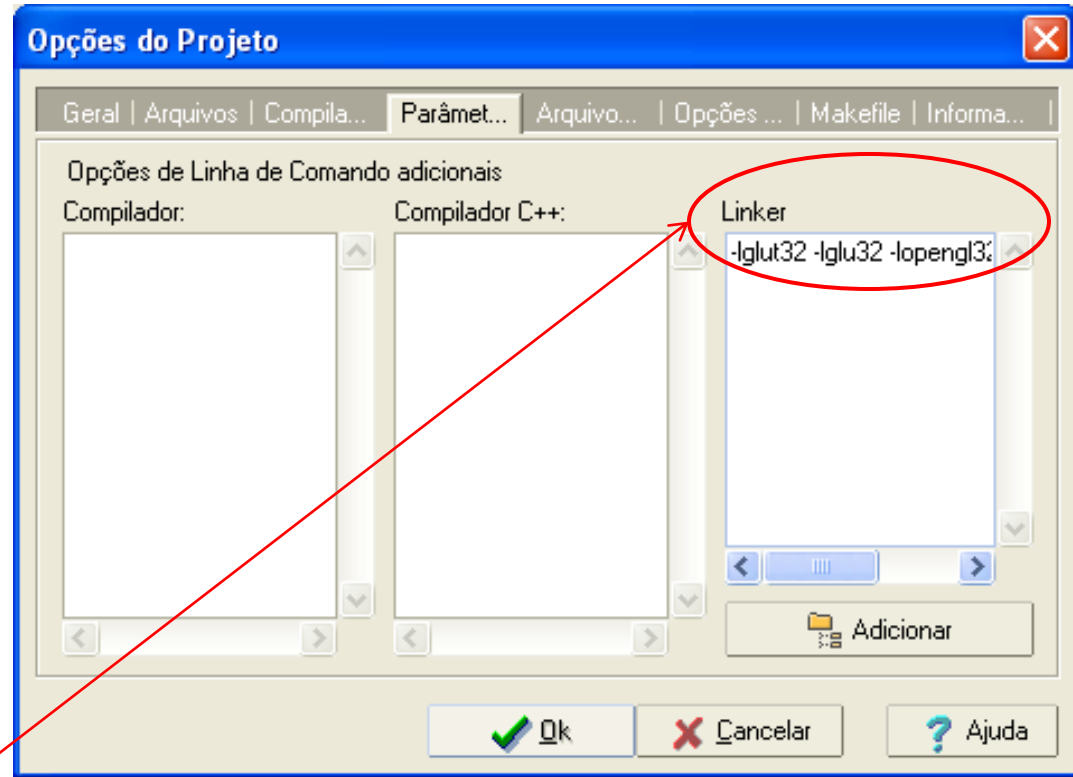 Opções do Projeto
Geral | Arquivos | Compila... Parâmet... Arquivo... | Opções ... | Makefile | Informa... |
Opções de Linha de Comando adicionais
Compilador: Compilador C++: Linker
-lglut32 -lglu32 -lopengl32
Adicionar
Ok Cancelar Ajuda